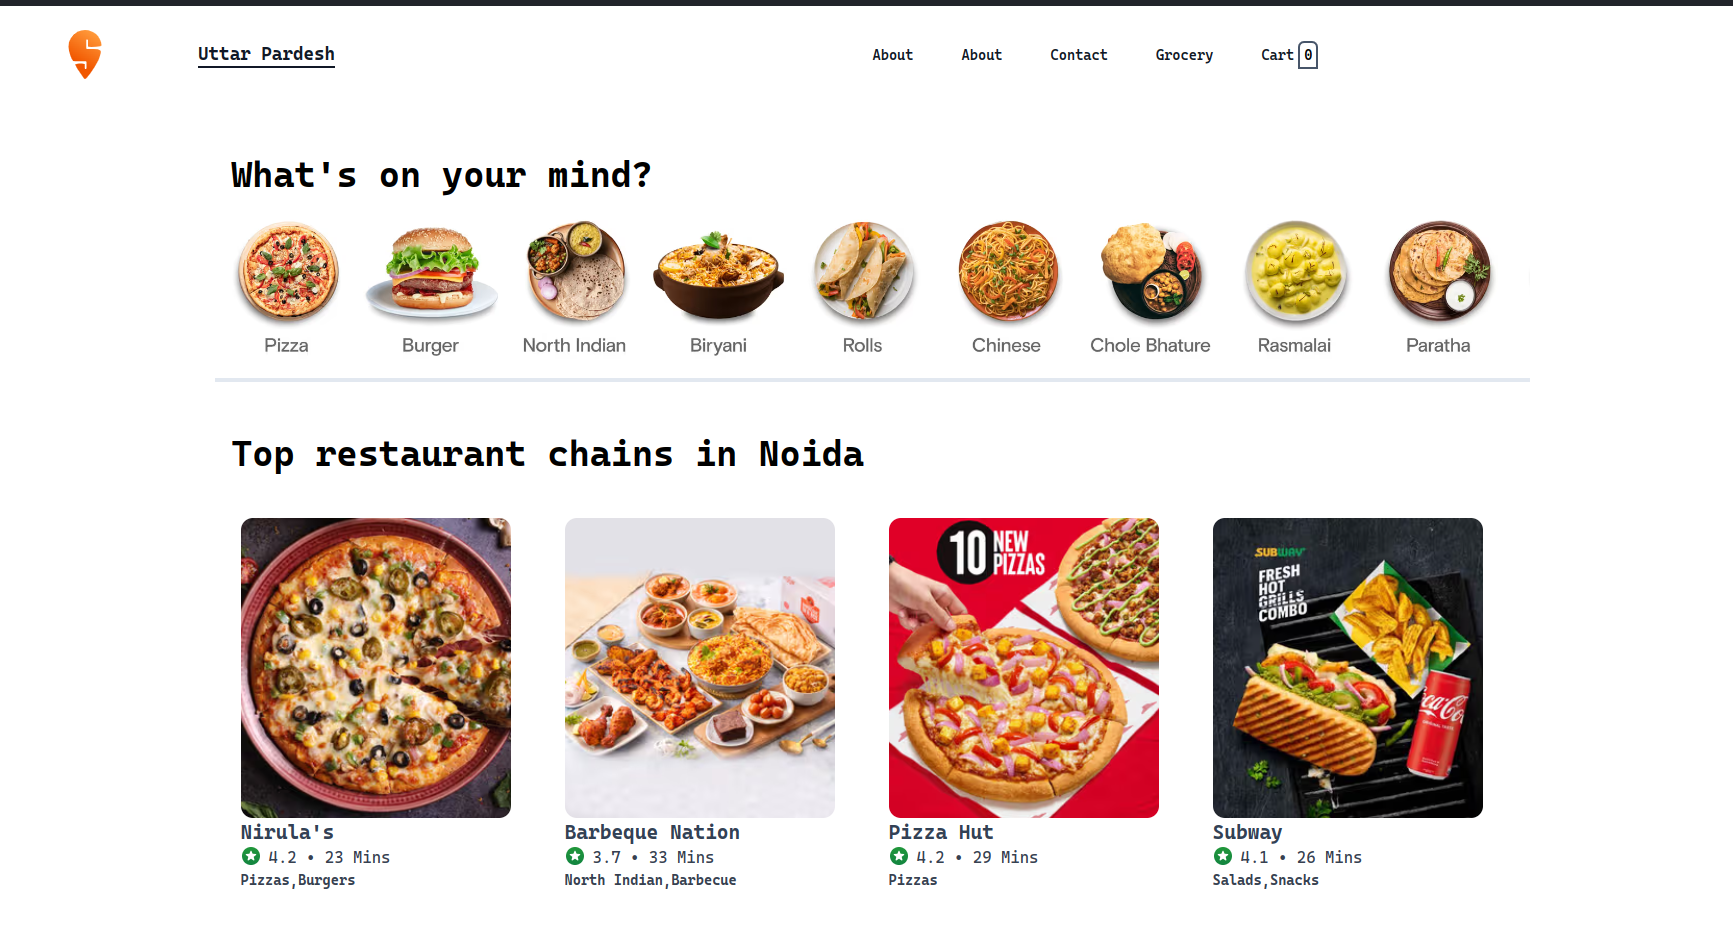 Uttar Pardesh
About
About
Contact
Grocery
Cart 0
What's on your mind?
Pizza
Burger
North Indian
Biryani
Rolls
Chinese
Chole Bhature
Rasmalai
Paratha
Top restaurant chains in Noida
10 NEW
PIZZAS
SUBWAY
FRESH
HOT
GRILLS
COMBO
Nirula's
4.2 • 23 Mins
Pizzas,Burgers
Barbeque Nation
3.7 • 33 Mins
North Indian,Barbecue
Pizza Hut
4.2 • 29 Mins
Pizzas
Subway
4.1 • 26 Mins
Salads,Snacks